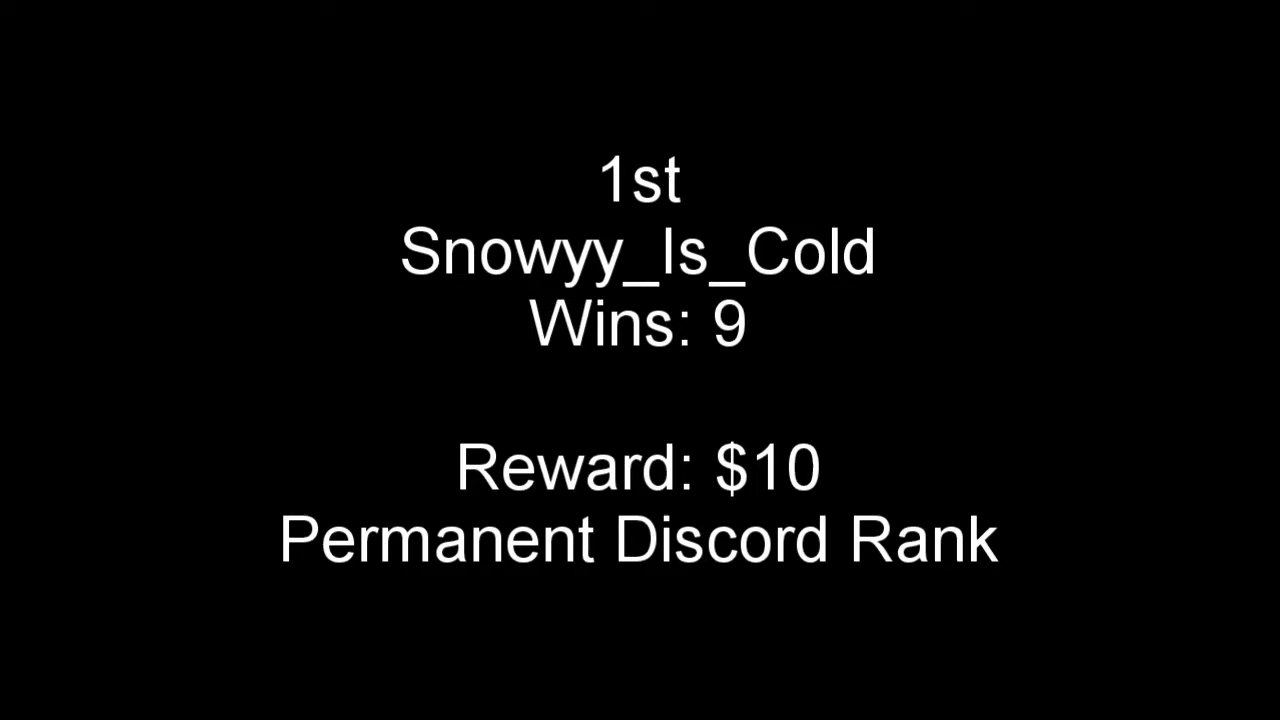 1st
Snowyy_Is_Cold
Wins: 9
Reward: $10
Permanent Discord Rank